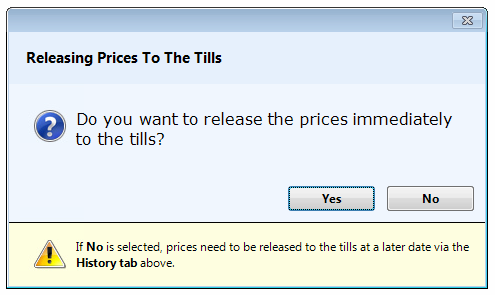 Releasing Prices To The Tills
Do you want to release the prices immediately
to the tills?
Yes No
If No is selected, prices need to be released to the tills at a later date via the
History tab above.